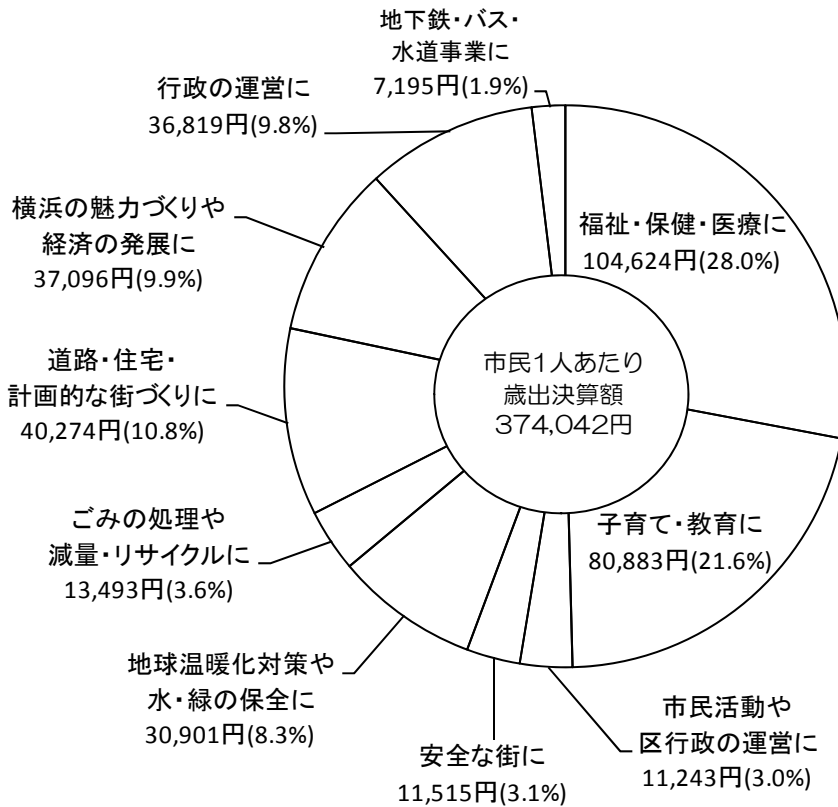 地下鉄・バス・
水道事業に
7,195円(1.9%)
福祉・保健・医療に
104,624円(28.0%)
子育て・教育に
80,883円(21.6%)
市民活動や
区行政の運営に
11,243円(3.0%)
安全な街に
11,515円(3.1%)
地球温暖化対策や
水・緑の保全に
30,901円(8.3%)
ごみの処理や
減量・リサイクルに
13,493円(3.6%)
道路・住宅・
計画的な街づくりに
40,274円(10.8%)
横浜の魅力づくりや
経済の発展に
37,096円(9.9%)
行政の運営に
36,819円(9.8%)
市民1人あたり
歳出決算額
374,042円